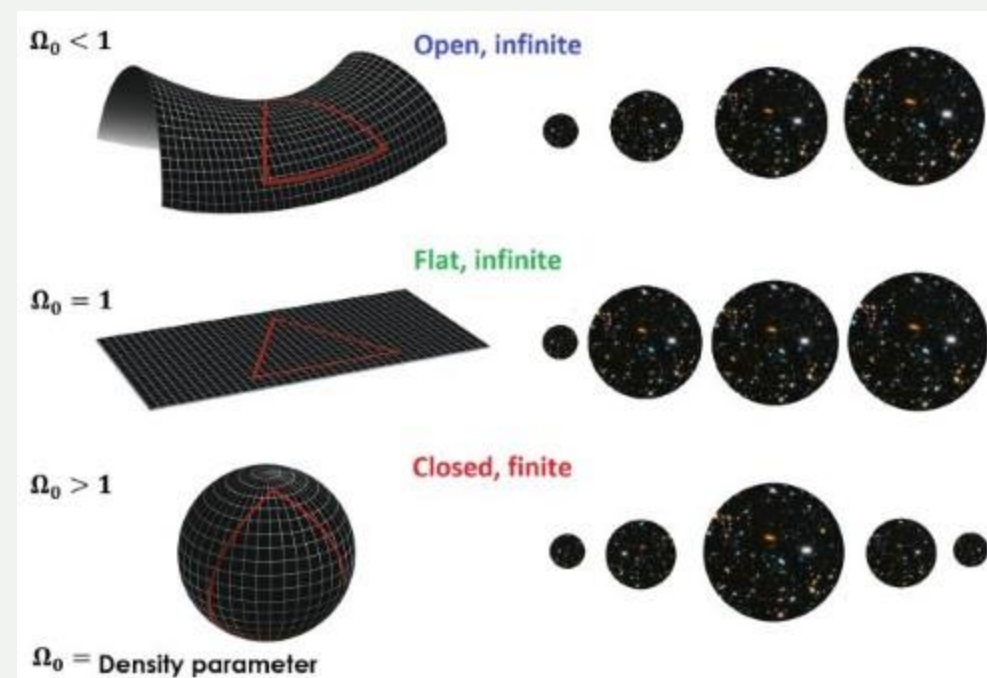 Ω₀ < 1
Open, infinite
Flat, infinite
Ω₀ = 1
Closed, finite
Ω₀ > 1
Ω₀ = Density parameter